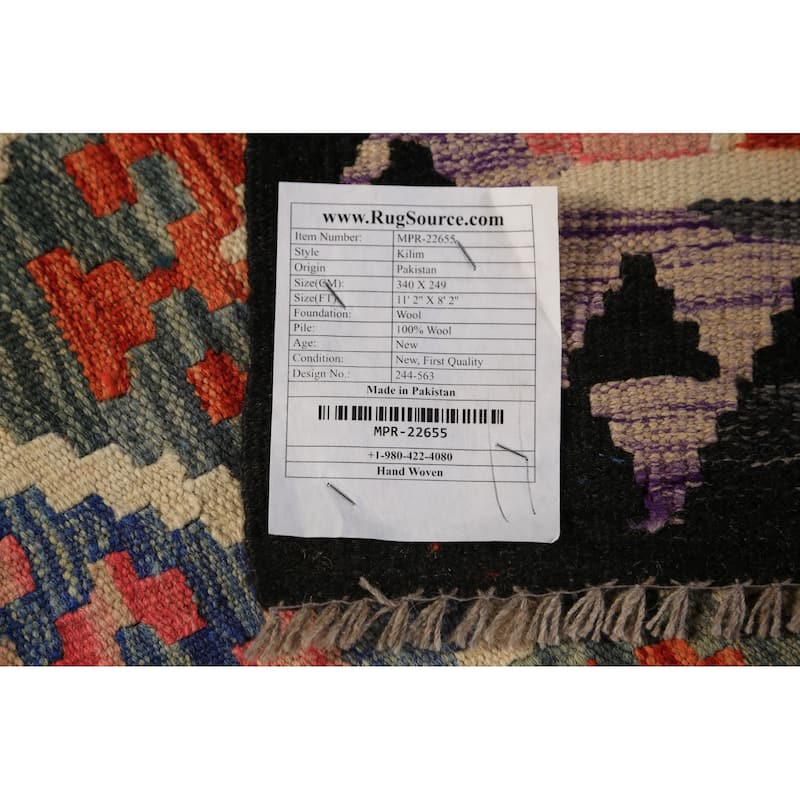 www.RugSource.com
Item Number: MPR-22655
Style Kilim
Origin Pakistan
Size(CM): 340 X 249
Size(FT): 11' 2" X 8' 2"
Foundation: Wool
Pile: 100% Wool
Age: New
Condition: New, First Quality
Design No.: 244-563
Made in Pakistan
MPR-22655
+1-980-422-4080
Hand Woven